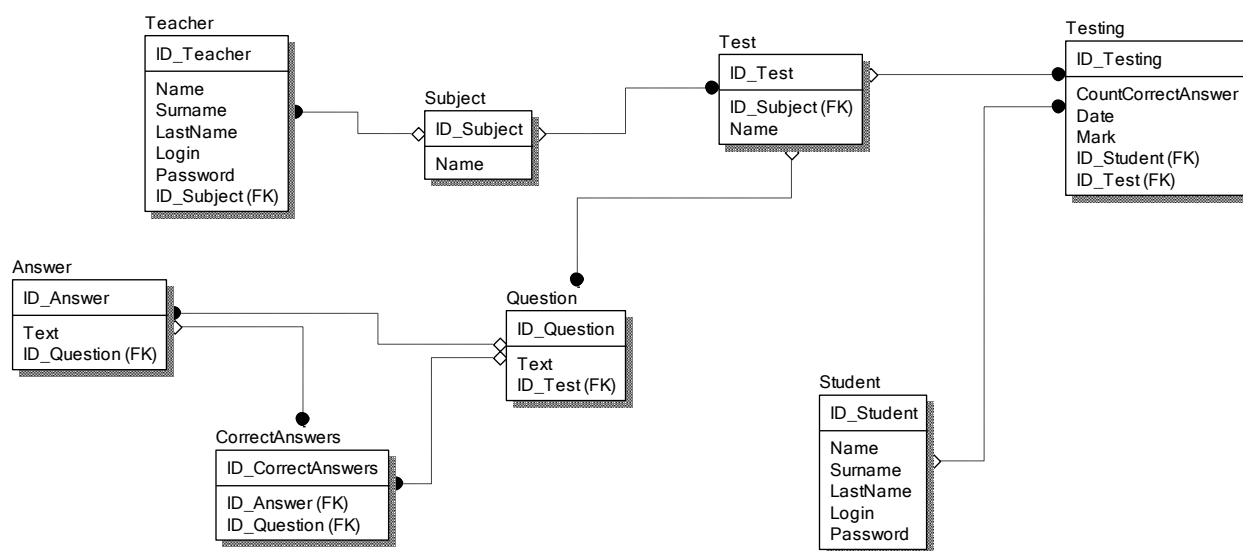 Teacher
ID_Teacher
Name
Surname
LastName
Login
Password
ID_Subject (FK)
Subject
ID_Subject
Name
Test
ID_Test
ID_Subject (FK)
Name
Testing
ID_Testing
CountCorrectAnswer
Date
Mark
ID_Student (FK)
ID_Test (FK)
Answer
ID_Answer
Text
ID_Question (FK)
Question
ID_Question
Text
ID_Test (FK)
CorrectAnswers
ID_CorrectAnswers
ID_Answer (FK)
ID_Question (FK)
Student
ID_Student
Name
Surname
LastName
Login
Password